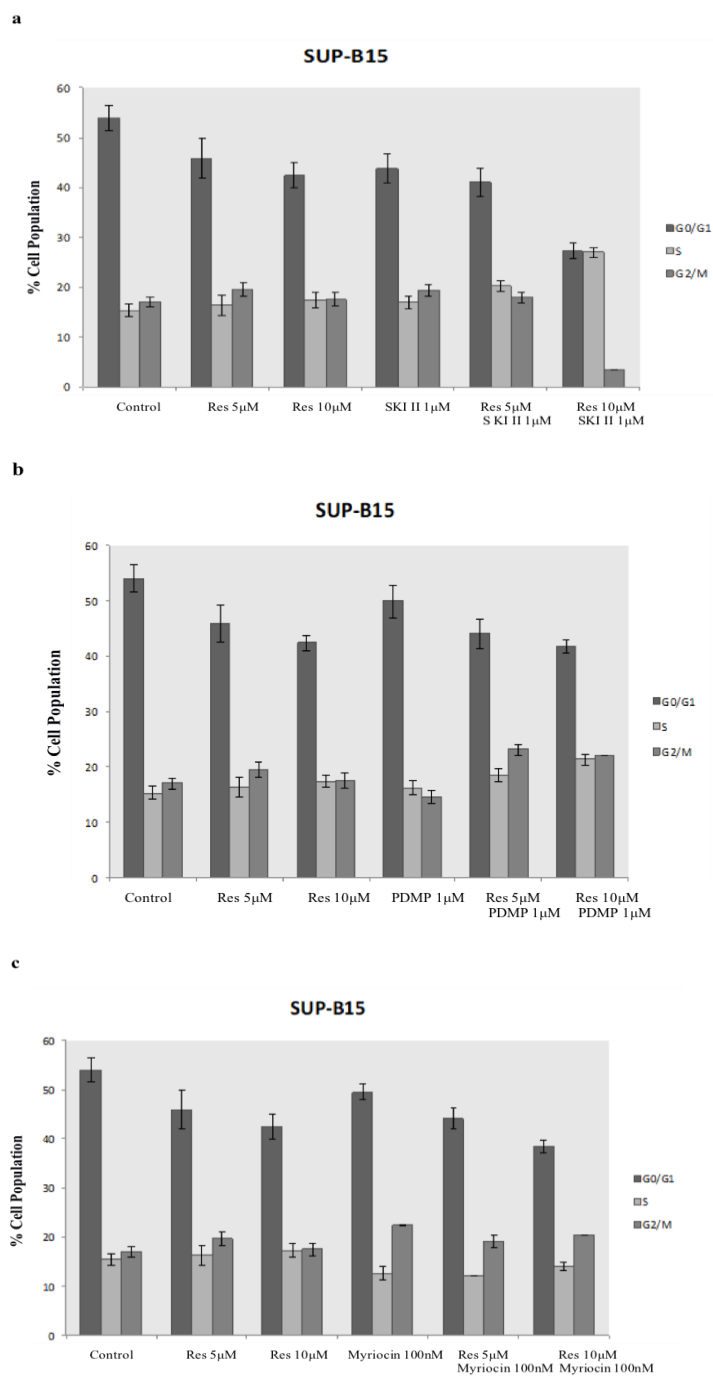 a
SUP-B15
60
50
40
30
20
10
0
% Cell Population
G0/G1
S
G2/M
Control
Res 5μM
Res 10μM
SKI II 1μM
Res 5μM
S KI II 1μM
Res 10μM
SKI II 1μM
b
SUP-B15
60
50
40
30
20
10
0
% Cell Population
G0/G1
S
G2/M
Control
Res 5μM
Res 10μM
PDMP 1μM
Res 5μM
PDMP 1μM
Res 10μM
PDMP 1μM
c
SUP-B15
60
50
40
30
20
10
0
% Cell Population
G0/G1
S
G2/M
Control
Res 5μM
Res 10μM
Myriocin 100nM
Res 5μM
Myriocin 100nM
Res 10μM
Myriocin 100nM